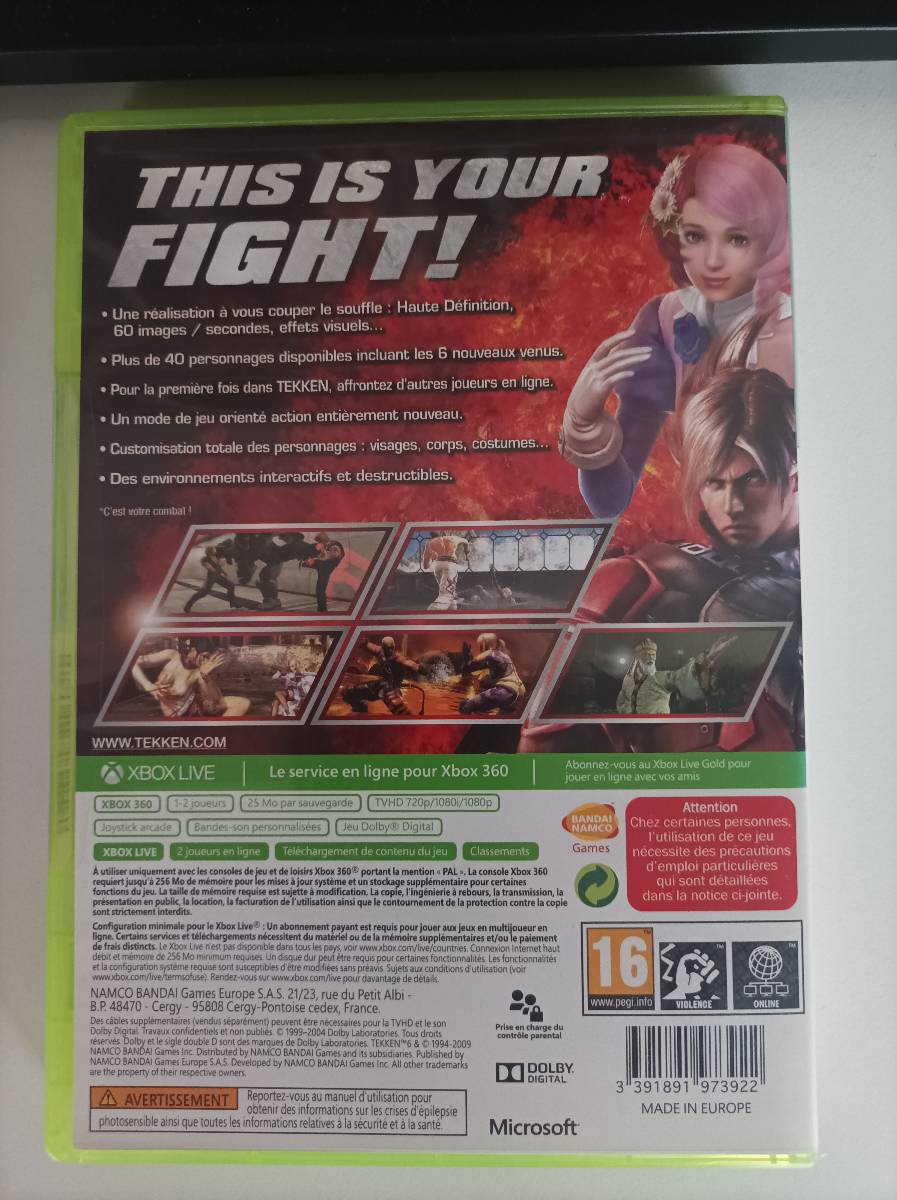 THIS IS YOUR
FIGHT!
• Une réalisation à vous couper le souffle : Haute Définition,
60 images / secondes, effets visuels...
• Plus de 40 personnages disponibles incluant les 6 nouveaux venus.
• Pour la première fois dans TEKKEN, affrontez d'autres joueurs en ligne.
• Un mode de jeu orienté action entièrement nouveau.
• Customisation totale des personnages : visages, corps, costumes...
• Des environnements interactifs et destructibles.
*C'est votre combat !
WWW.TEKKEN.COM
XBOX LIVE
Le service en ligne pour Xbox 360
Abonnez-vous au Xbox Live Gold pour
jouer en ligne avec vos amis
XBOX 360 1-2 joueurs 25 Mo par sauvegarde TVHD 720p/1080i/1080p
Joystick arcade Bandes-son personnalisées Jeu Dolby® Digital
XBOX LIVE 2 joueurs en ligne Téléchargement de contenu du jeu Classements
BANDAI
NAMCO
Games
Attention
Chez certaines personnes,
l'utilisation de ce jeu
nécessite des précautions
d'emploi particulières
qui sont détaillées
dans la notice ci-jointe.
À utiliser uniquement avec les consoles de jeu et de loisirs Xbox 360® portant la mention « PAL ». La console Xbox 360
requiert jusqu'à 256 Mo de mémoire pour les mises à jour système et un stockage supplémentaire pour certaines
fonctions du jeu. La taille de mémoire requise est sujette à modification. La copie, l'ingénierie à rebours, la transmission, la
présentation en public, la location, la facturation de l'utilisation ainsi que le contournement de la protection contre la copie
sont strictement interdits.
Configuration minimale pour le Xbox Live® : Un abonnement payant est requis pour jouer aux jeux en multijoueur en
ligne. Certains services et téléchargements nécessitent du matériel ou de la mémoire supplémentaires et/ou le paiement
de frais distincts. Le Xbox Live n'est pas disponible dans tous les pays, voir www.xbox.com/live/countries. Connexion Internet haut
débit et mémoire de 256 Mo minimum requises. Un disque dur peut être requis pour certaines fonctionnalités. Les fonctionnalités
et la configuration système requise sont susceptibles d'être modifiées sans préavis. Sujets aux conditions d'utilisation (voir
www.xbox.com/live/termsofuse). Rendez-vous sur www.xbox.com/live pour davantage de détails.
NAMCO BANDAI Games Europe S.A.S. 21/23, rue du Petit Albi -
B.P. 48470 - Cergy - 95808 Cergy-Pontoise cedex, France.
Des câbles supplémentaires (vendus séparément) peuvent être nécessaires pour la TVHD et le son
Dolby Digital. Travaux confidentiels et non publiés. © 1999-2004 Dolby Laboratories. Tous droits
réservés. Dolby et le sigle double D sont des marques de Dolby Laboratories. TEKKEN™6 & © 1994-2009
NAMCO BANDAI Games Inc. Distributed by NAMCO BANDAI Games and its subsidiaries. Published by
NAMCO BANDAI Games Europe S.A.S. Developed by NAMCO BANDAI Games Inc. All other trademarks
are the property of their respective owners.
AVERTISSEMENT Reportez-vous au manuel d'utilisation pour
obtenir des informations sur les crises d'épilepsie
photosensible ainsi que toutes les informations relatives à la sécurité et à la santé.
Prise en charge du
contrôle parental
DOLBY
DIGITAL
Microsoft
16
www.pegi.info
VIOLENCE
ONLINE
3 391891 973922
MADE IN EUROPE